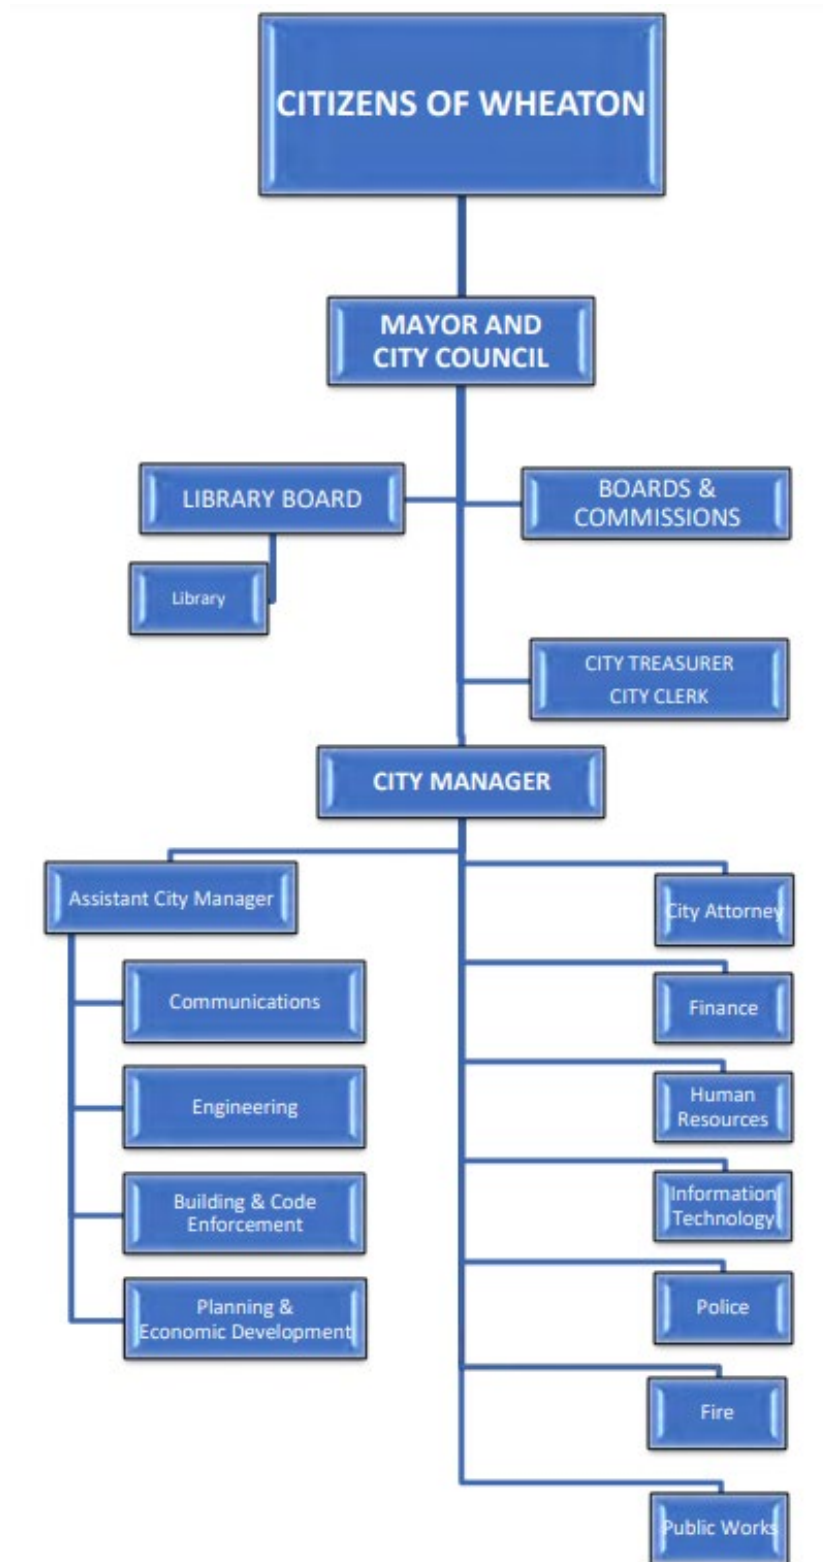 CITIZENS OF WHEATON
MAYOR AND
CITY COUNCIL
LIBRARY BOARD
BOARDS &
COMMISSIONS
Library
CITY TREASURER
CITY CLERK
CITY MANAGER
Assistant City Manager
Communications
Engineering
Building & Code
Enforcement
Planning &
Economic Development
City Attorney
Finance
Human
Resources
Information
Technology
Police
Fire
Public Works